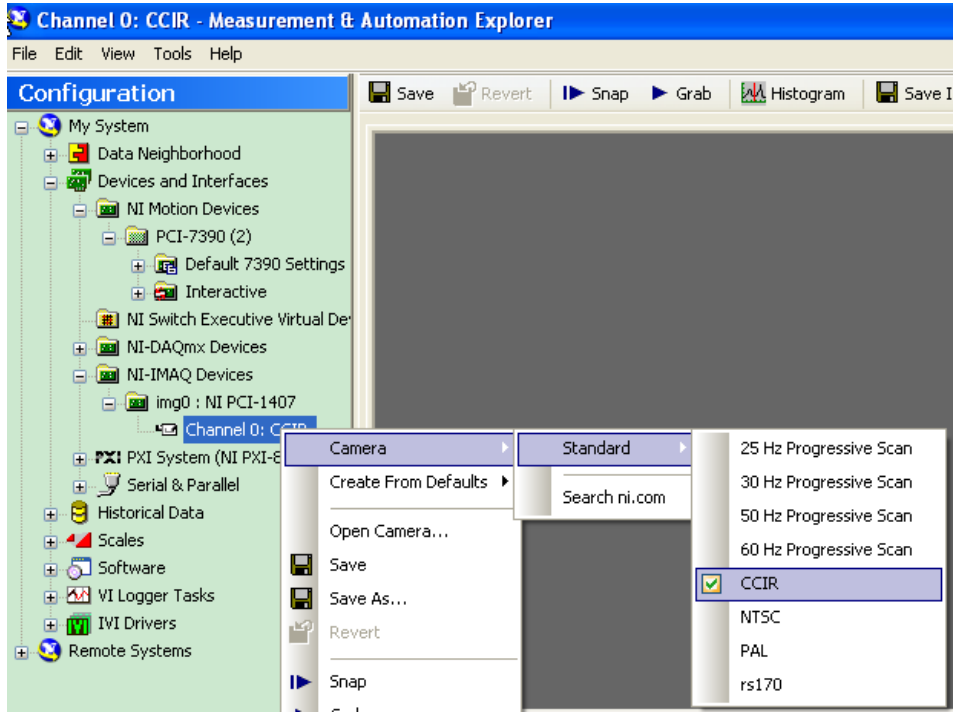 Channel 0: CCIR - Measurement & Automation Explorer
File Edit View Tools Help
Configuration
Save Revert Snap Grab Histogram Save I
My System
Data Neighborhood
Devices and Interfaces
NI Motion Devices
PCI-7390 (2)
Default 7390 Settings
Interactive
NI Switch Executive Virtual De
NI-DAQmx Devices
NI-IMAQ Devices
img0 : NI PCI-1407
Channel 0: CCIR
PXI PXI System (NI PXI-8
Serial & Parallel
Historical Data
Scales
Software
VI Logger Tasks
IVI Drivers
Remote Systems
Camera
Create From Defaults
Open Camera...
Save
Save As...
Revert
Snap
Standard
Search ni.com
25 Hz Progressive Scan
30 Hz Progressive Scan
50 Hz Progressive Scan
60 Hz Progressive Scan
CCIR
NTSC
PAL
rs170